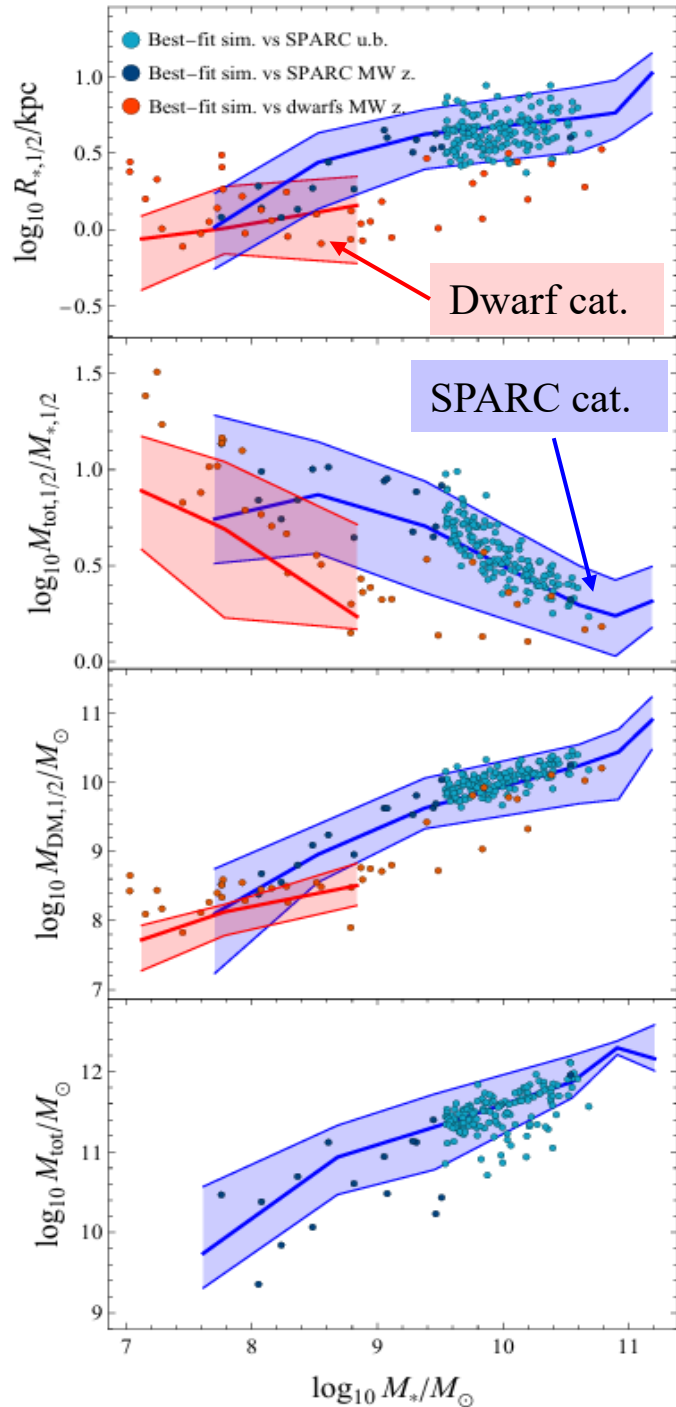 Best-fit sim. vs SPARC u.b.
Best-fit sim. vs SPARC MW z.
Best-fit sim. vs dwarfs MW z.
1.0
0.5
0.0
−0.5
log₁₀ R*,1/2/kpc
Dwarf cat.
1.5
1.0
0.5
0.0
log₁₀ Mtot,1/2/M*,1/2
SPARC cat.
11
10
9
8
7
log₁₀ MDM,1/2/M⊙
12
11
10
9
log₁₀ Mtot/M⊙
7 8 9 10 11
log₁₀ M*/M⊙